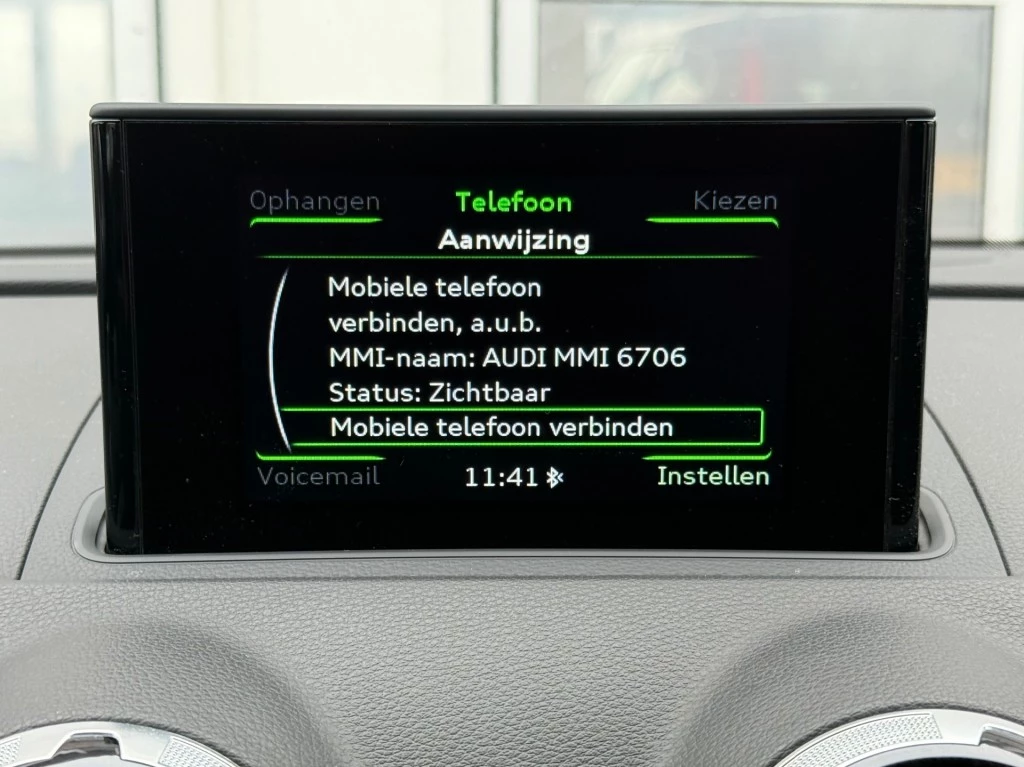 Ophangen Telefoon Kiezen
Aanwijzing
Mobiele telefoon
verbinden, a.u.b.
MMI-naam: AUDI MMI 6706
Status: Zichtbaar
Mobiele telefoon verbinden
Voicemail 11:41 Instellen